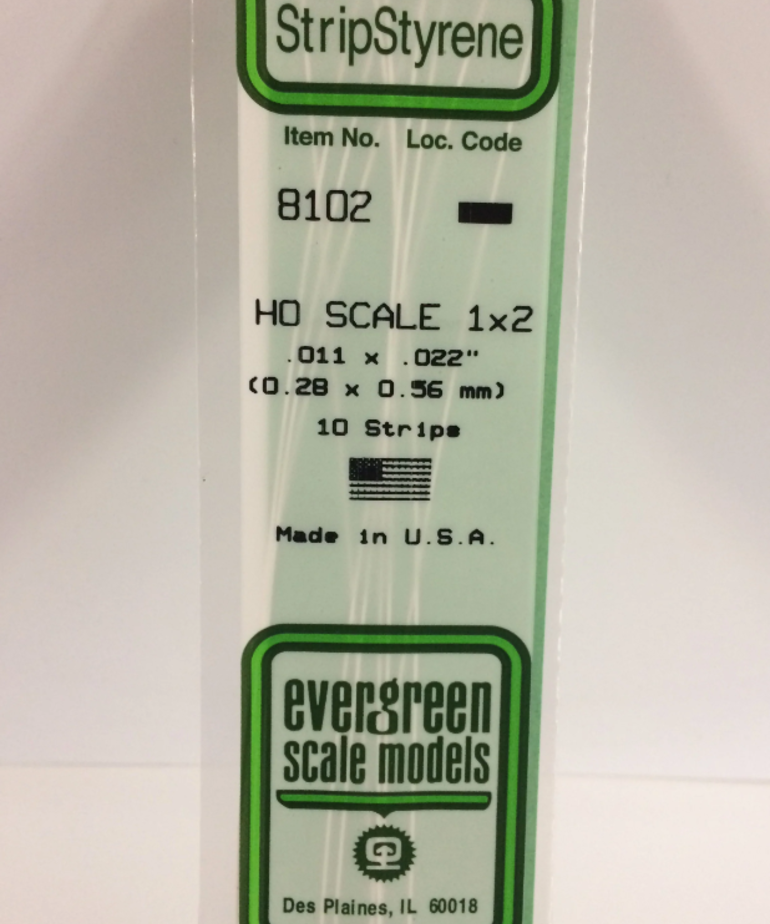 StripStyrene
Item No. Loc. Code
8102
HO SCALE 1x2
.011 x .022"
(0.28 x 0.56 mm)
10 Strips
Made in U.S.A.
evergreen
scale models
Des Plaines, IL 60018